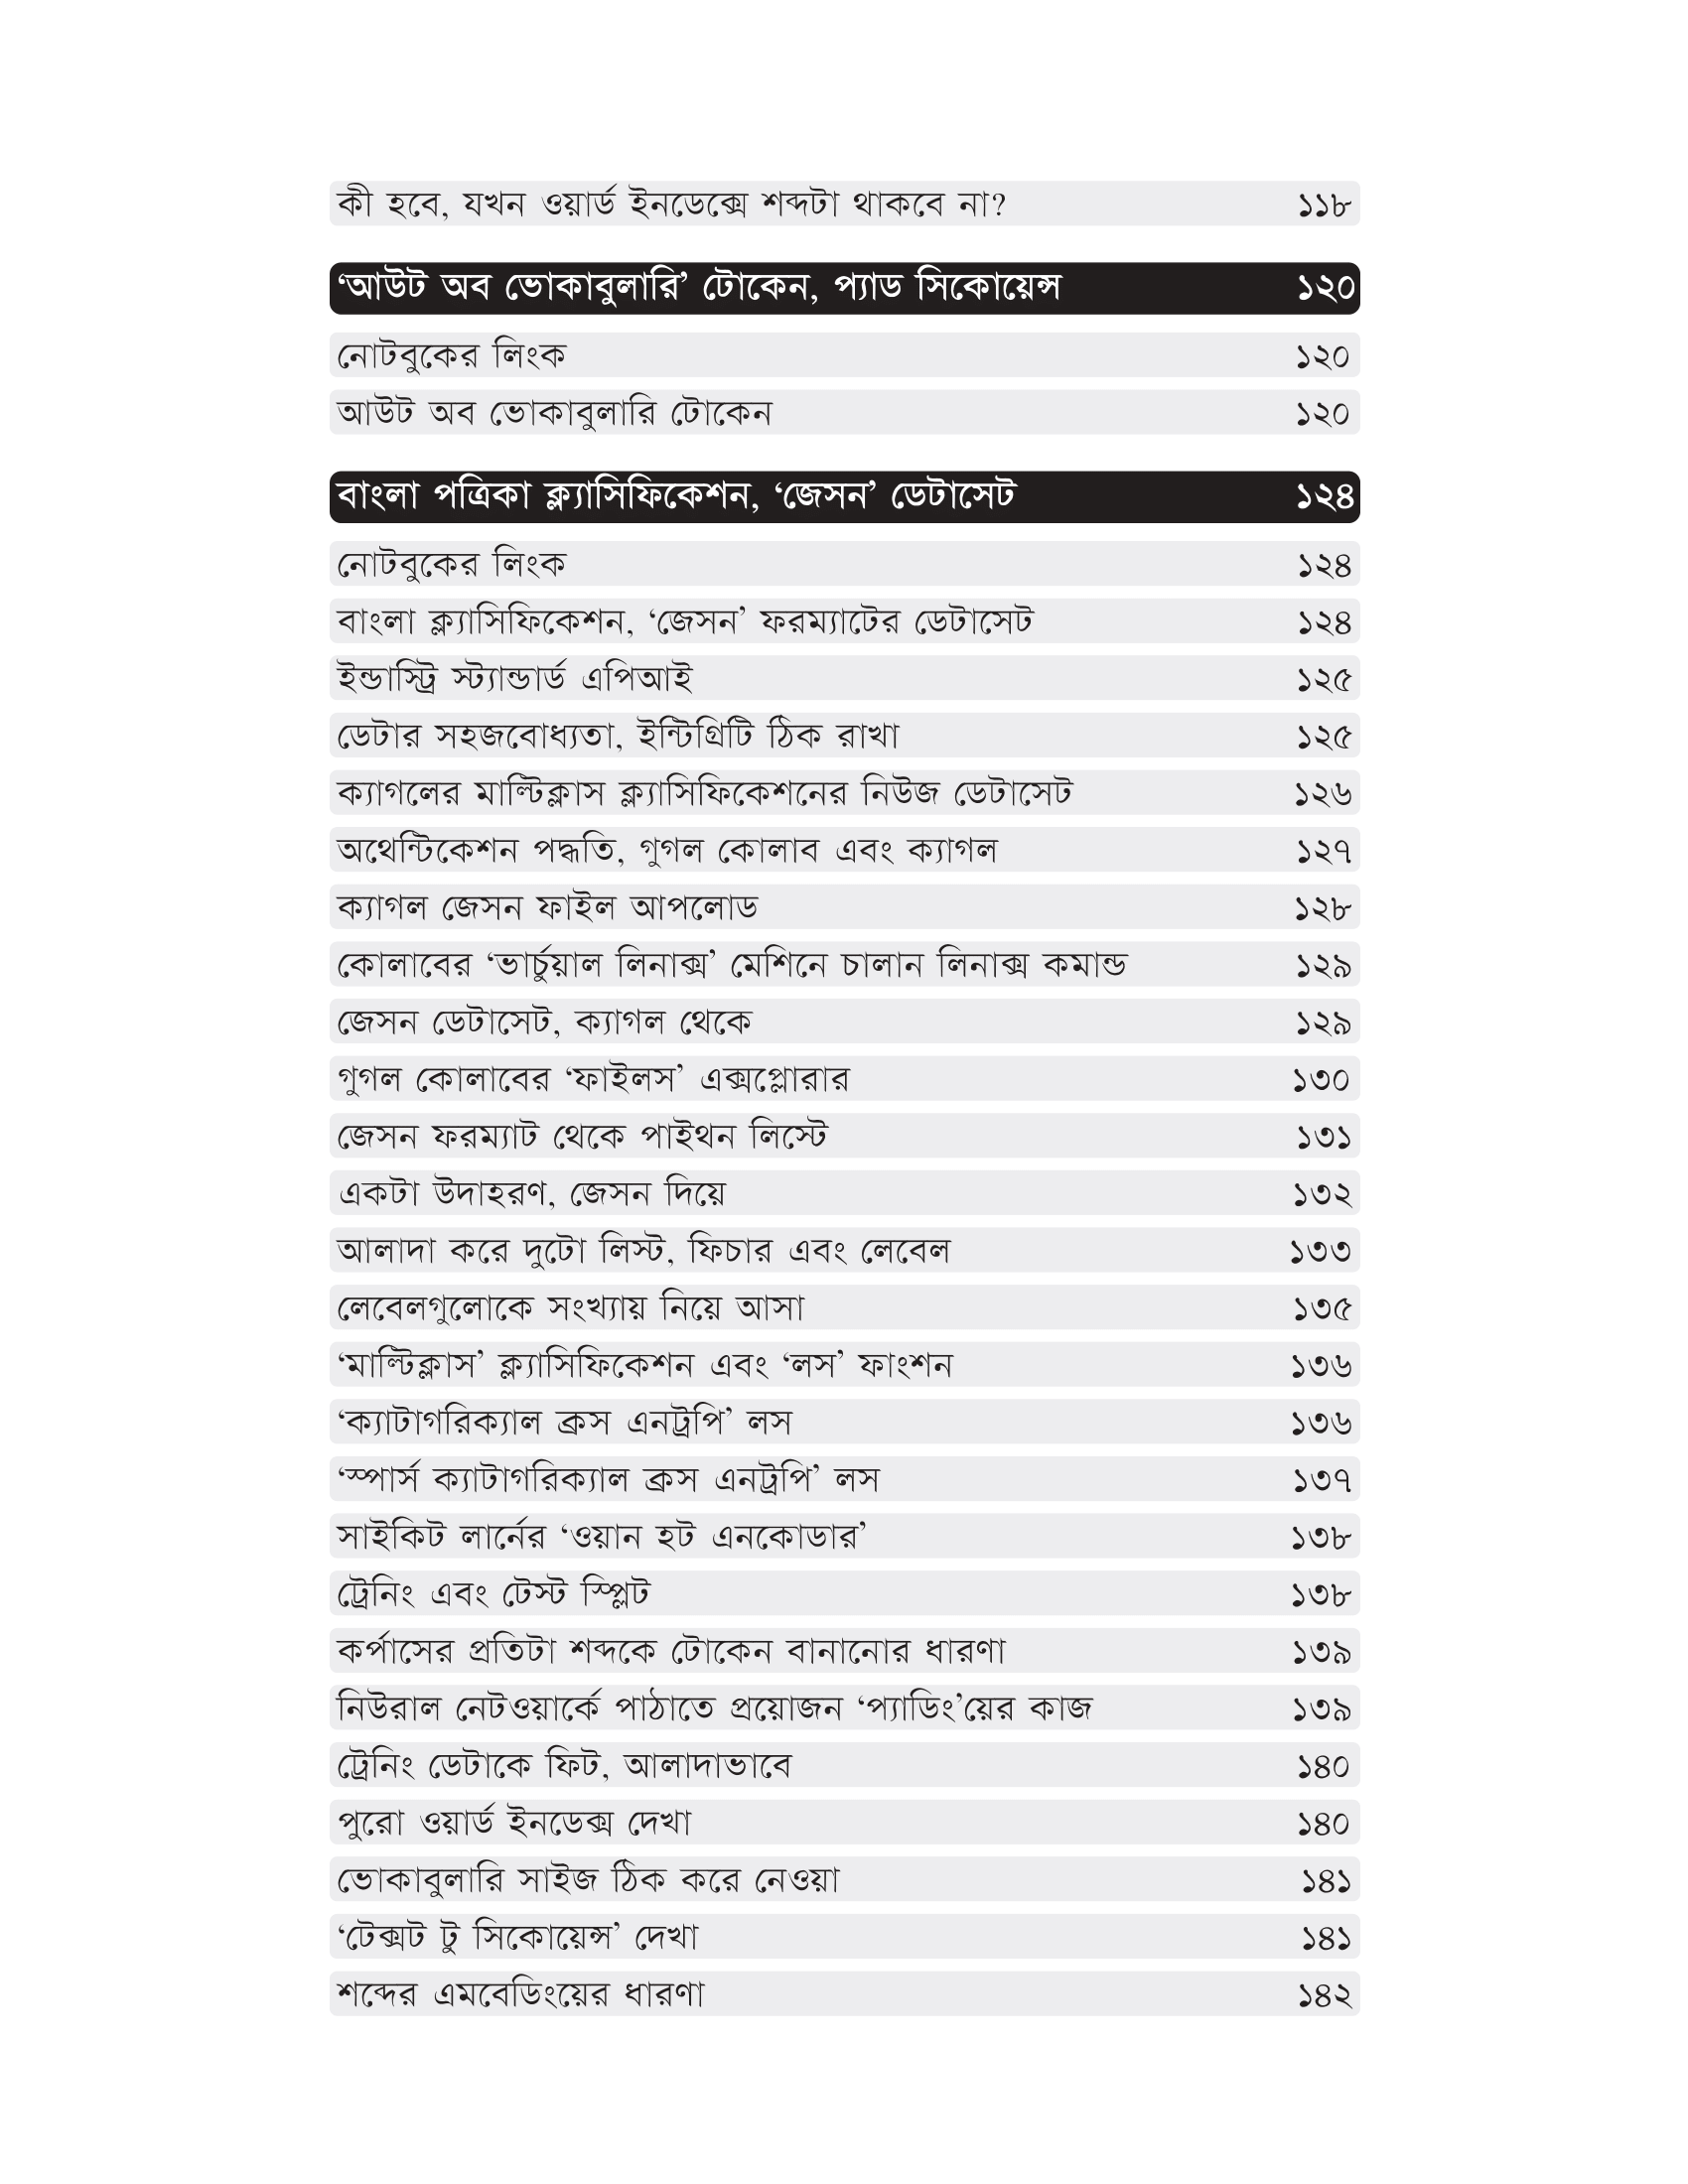 কী হবে, যখন ওয়ার্ড ইনডেক্সে শব্দটা থাকবে না? ১১৮
‘আউট অব ভোকাবুলারি’ টোকেন, প্যাড সিকোয়েন্স ১২০
নোটবুকের লিংক ১২০
আউট অব ভোকাবুলারি টোকেন ১২০
বাংলা পত্রিকা ক্ল্যাসিফিকেশন, ‘জেসন’ ডেটাসেট ১২৪
নোটবুকের লিংক ১২৪
বাংলা ক্ল্যাসিফিকেশন, ‘জেসন’ ফরম্যাটের ডেটাসেট ১২৪
ইন্ডাস্ট্রি স্ট্যান্ডার্ড এপিআই ১২৫
ডেটার সহজবোধ্যতা, ইন্টিগ্রিটি ঠিক রাখা ১২৫
ক্যাগলের মাল্টিক্লাস ক্ল্যাসিফিকেশনের নিউজ ডেটাসেট ১২৬
অথেন্টিকেশন পদ্ধতি, গুগল কোলাব এবং ক্যাগল ১২৭
ক্যাগল জেসন ফাইল আপলোড ১২৮
কোলাবের ‘ভার্চুয়াল লিনাক্স’ মেশিনে চালান লিনাক্স কমান্ড ১২৯
জেসন ডেটাসেট, ক্যাগল থেকে ১২৯
গুগল কোলাবের ‘ফাইলস’ এক্সপ্লোরার ১৩০
জেসন ফরম্যাট থেকে পাইথন লিস্টে ১৩১
একটা উদাহরণ, জেসন দিয়ে ১৩২
আলাদা করে দুটো লিস্ট, ফিচার এবং লেবেল ১৩৩
লেবেলগুলোকে সংখ্যায় নিয়ে আসা ১৩৫
‘মাল্টিক্লাস’ ক্ল্যাসিফিকেশন এবং ‘লস’ ফাংশন ১৩৬
‘ক্যাটাগরিক্যাল ক্রস এনট্রপি’ লস ১৩৬
‘স্পার্স ক্যাটাগরিক্যাল ক্রস এনট্রপি’ লস ১৩৭
সাইকিট লার্নের ‘ওয়ান হট এনকোডার’ ১৩৮
ট্রেনিং এবং টেস্ট স্প্লিট ১৩৮
কর্পাসের প্রতিটা শব্দকে টোকেন বানানোর ধারণা ১৩৯
নিউরাল নেটওয়ার্কে পাঠাতে প্রয়োজন ‘প্যাডিং’য়ের কাজ ১৩৯
ট্রেনিং ডেটাকে ফিট, আলাদাভাবে ১৪০
পুরো ওয়ার্ড ইনডেক্স দেখা ১৪০
ভোকাবুলারি সাইজ ঠিক করে নেওয়া ১৪১
‘টেক্সট টু সিকোয়েন্স’ দেখা ১৪১
শব্দের এমবেডিংয়ের ধারণা ১৪২